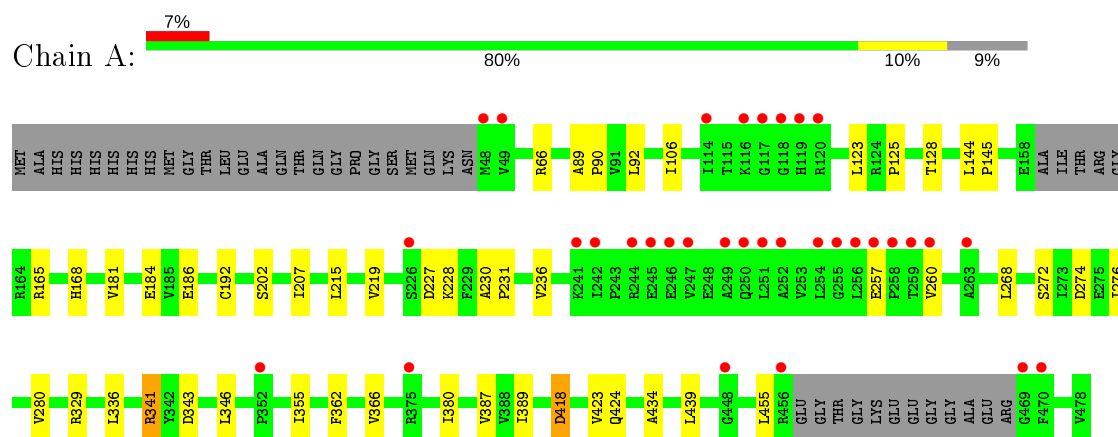 7%
Chain A:
80% 10% 9%
MET ALA HIS HIS HIS HIS HIS HIS MET GLY THR LEU GLU ALA GLN THR GLN GLY PRO GLY SER MET GLN LYS ASN M48 V49 R66 A89 P90 V91 L92 I106 I114 T115 K116 G117 G118 H119 R120 L123 R124 P125 T128 L144 P145 E158 ALA ILE THR ARG GLY
R164 R165 H168 V181 E184 V185 E186 C192 S202 I207 L215 V219 S226 D227 K228 F229 A230 P231 V236 K241 I242 P243 R244 E245 E246 V247 E248 A249 Q250 L251 A252 V253 L254 G255 L256 E257 P258 T259 V260 A263 L268 S272 I273 D274 E275 I276
V280 R329 L336 R341 Y342 D343 L346 P352 I355 F362 V366 R375 I380 V387 V388 I389 D418 V423 Q424 A434 L439 G448 L455 R456 GLU GLY THR GLY LYS GLU GLU GLY GLY ALA GLU ARG G469 F470 V478